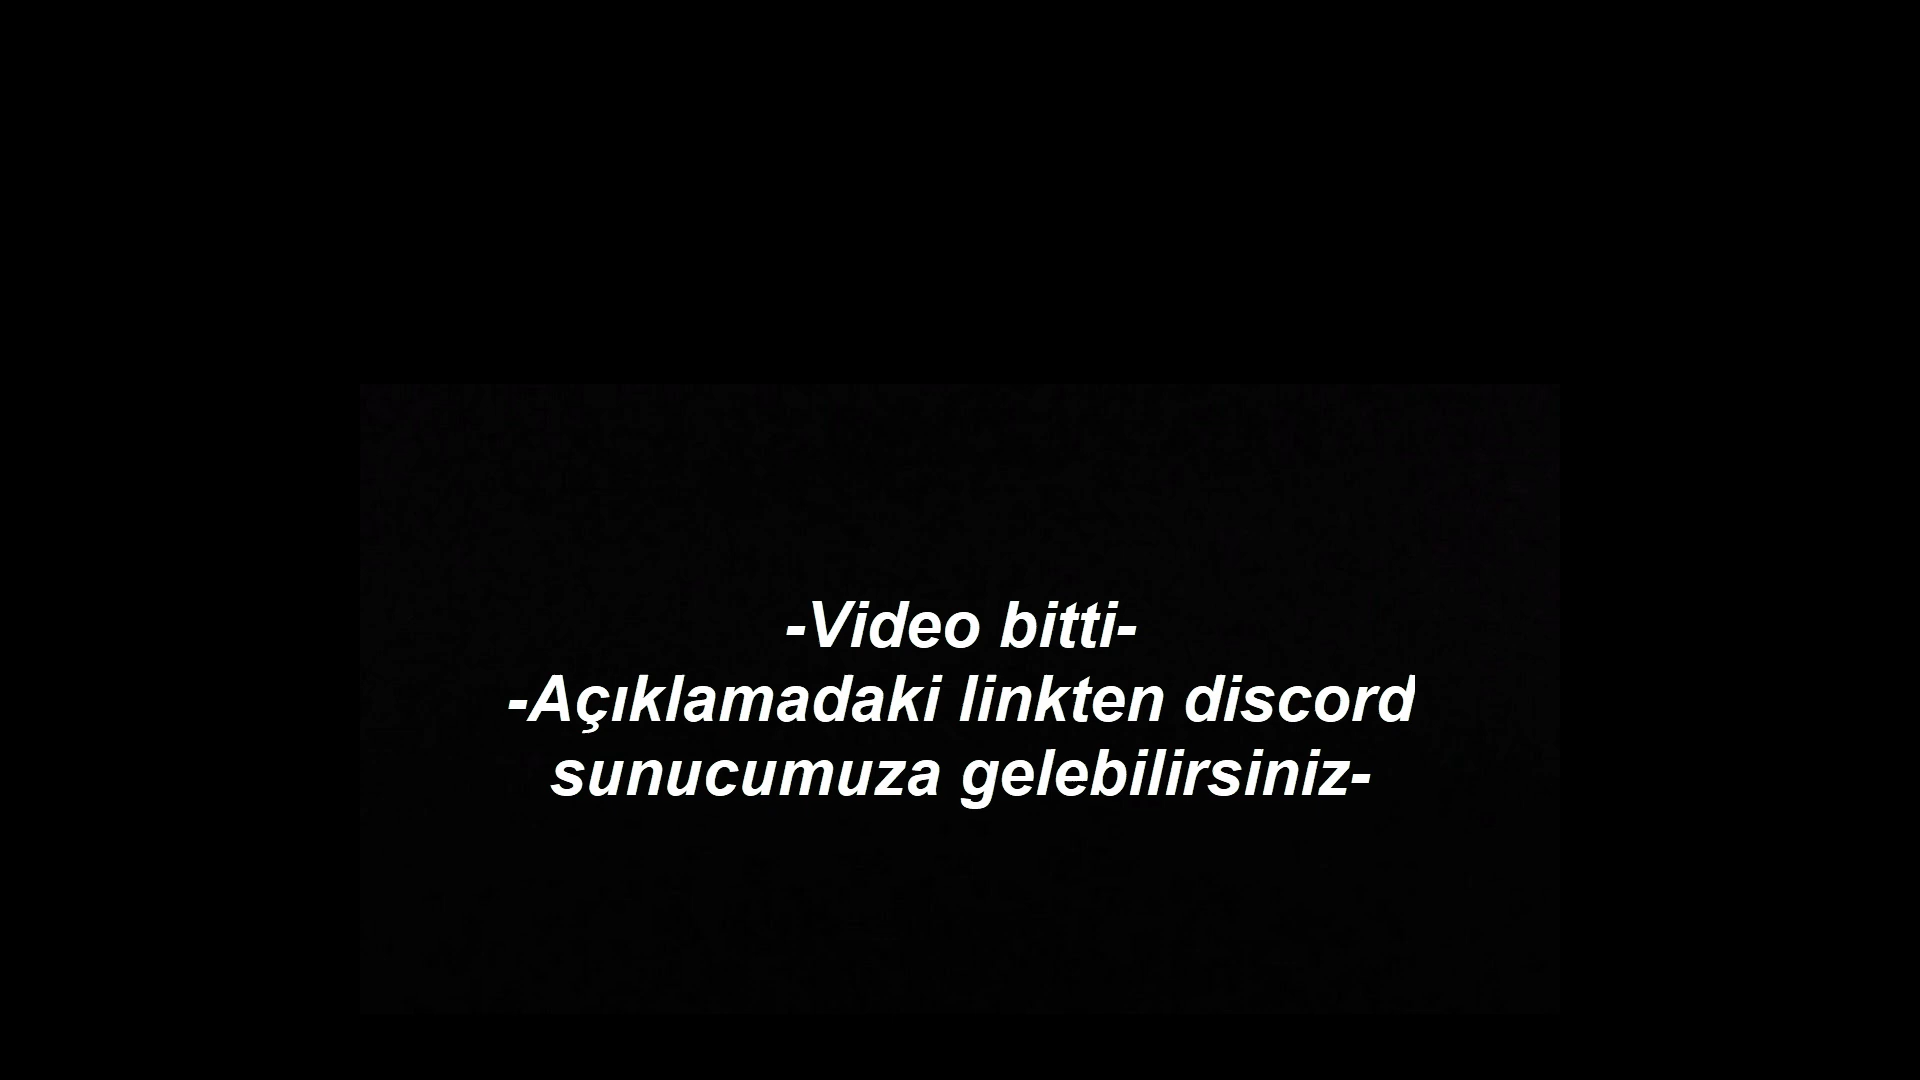 -Video bitti-
-Açıklamadaki linkten discord
sunucumuza gelebilirsiniz-